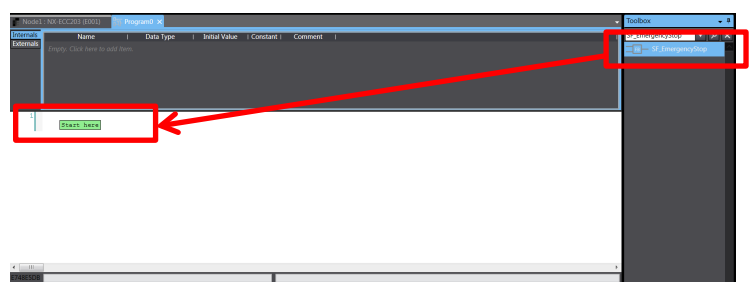 Node1 : NX-ECC203 (E001) Program0 ×
Toolbox
Internals
Externals
Name Data Type Initial Value Constant Comment
Empty. Click here to add item.
SF_EmergencyStop
SF_EmergencyStop
1
Start here